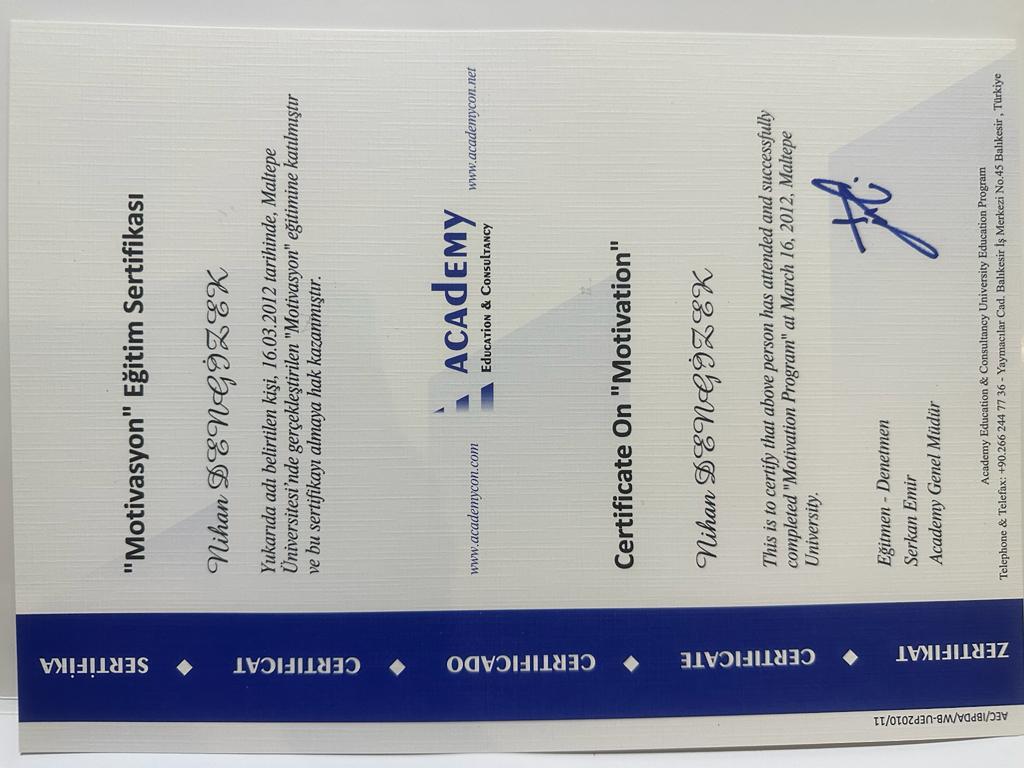 "Motivasyon" Eğitim Sertifikası
Nihan DENGİZEK
Yukarıda adı belirtilen kişi, 16.03.2012 tarihinde, Maltepe
Üniversitesi'nde gerçekleştirilen "Motivasyon" eğitimine katılmıştır
ve bu sertifikayı almaya hak kazanmıştır.
www.academycon.com
ACAdEMy
Education & Consultancy
www.academycon.net
Certificate On "Motivation"
Nihan DENGİZEK
This is to certify that above person has attended and successfully
completed "Motivation Program" at March 16, 2012, Maltepe
University.
Eğitmen - Denetmen
Serkan Emir
Academy Genel Müdür
Academy Education & Consultancy University Education Program
Telephone & Telefax: +90.266 244 77 36 - Yaymacılar Cad. Balıkesir İş Merkezi No.45 Balıkesir , Türkiye
SERTİFİKA ◆ CERTIFICAT ◆ CERTIFICADO ◆ CERTIFICATE ◆ ZERTIFIKAT
AEC/IBPDA/WB-UEP2010/11